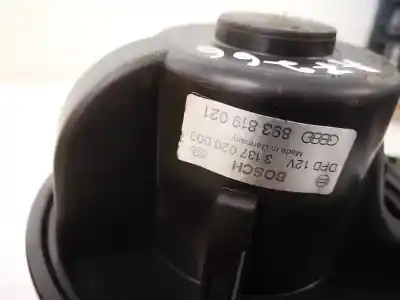 BOSCH
3 137 020 003
DFD 12V
Made in Germany
893 819 021